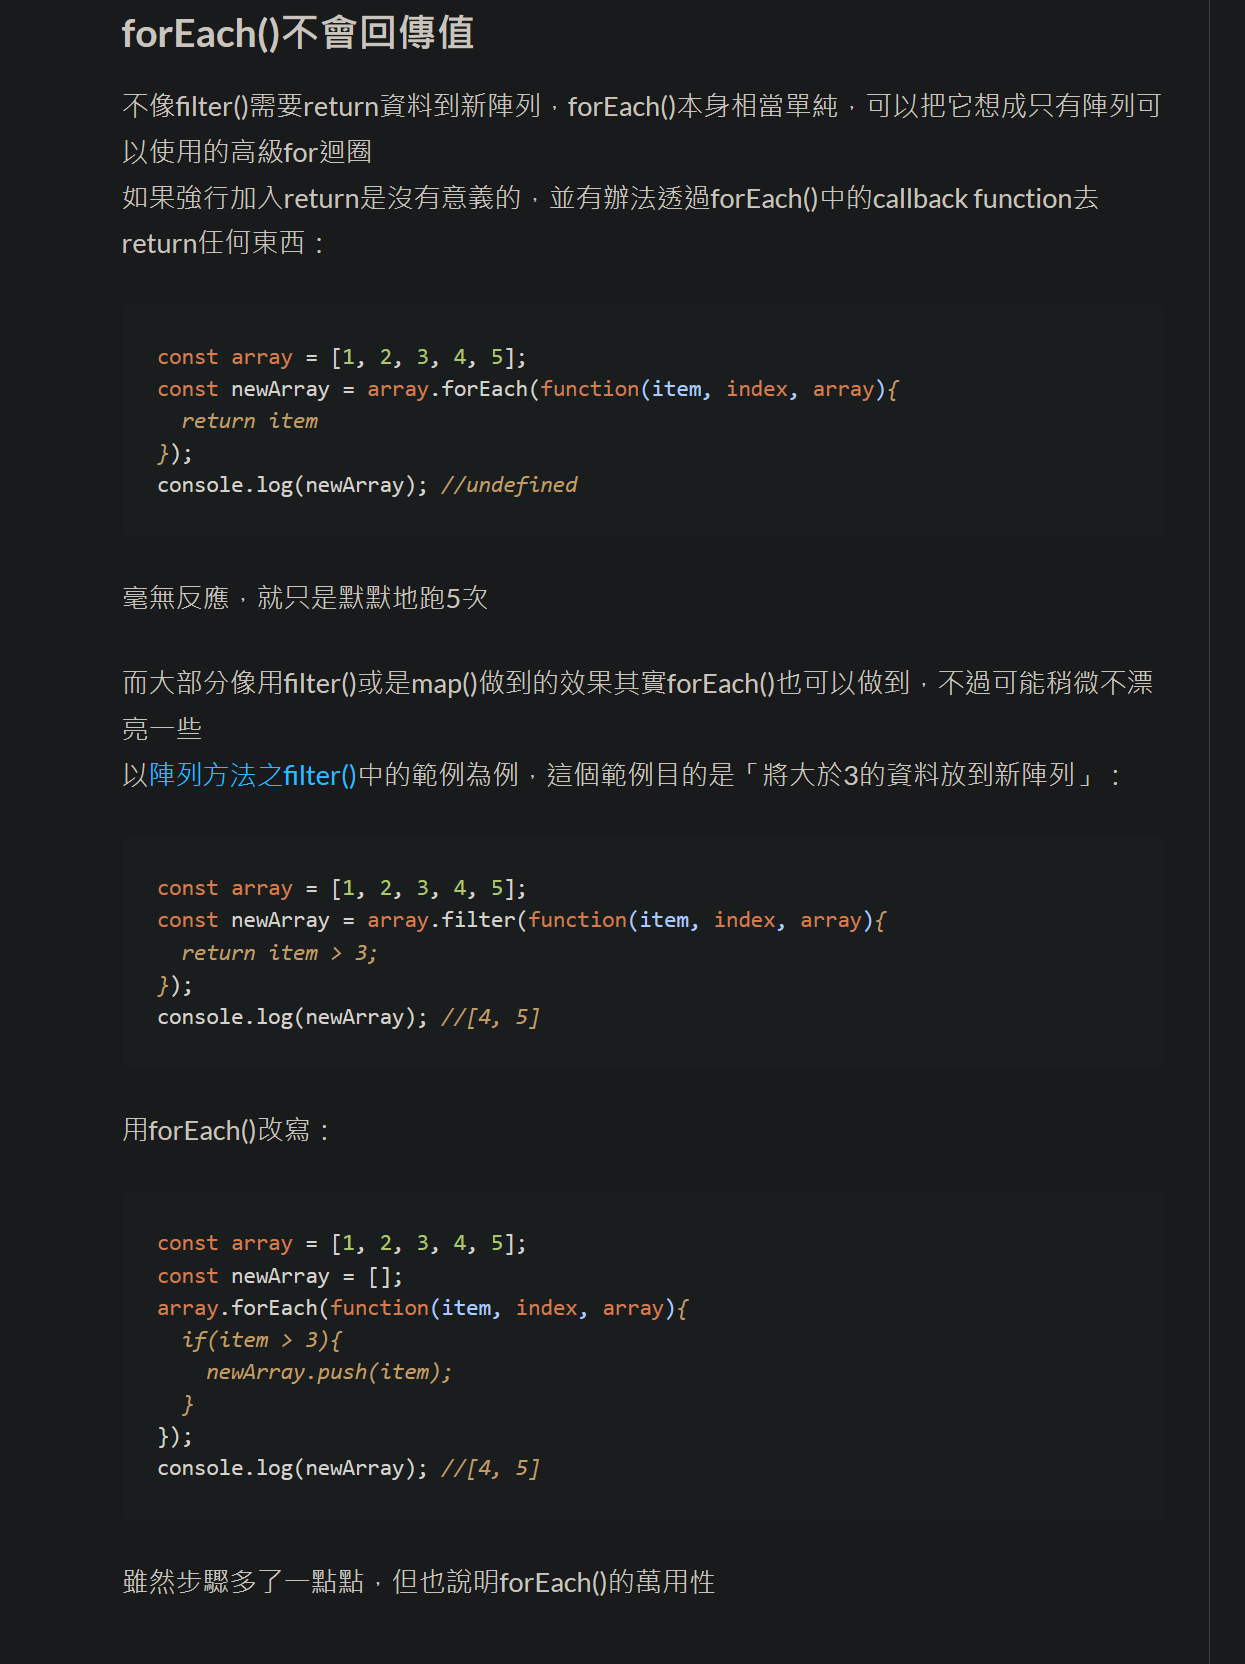 forEach()不會回傳值
不像filter()需要return資料到新陣列，forEach()本身相當單純，可以把它想成只有陣列可
以使用的高級for迴圈
如果強行加入return是沒有意義的，並有辦法透過forEach()中的callback function去
return任何東西：
const array = [1, 2, 3, 4, 5];
const newArray = array.forEach(function(item, index, array){
  return item
});
console.log(newArray); //undefined
毫無反應，就只是默默地跑5次
而大部分像用filter()或是map()做到的效果其實forEach()也可以做到，不過可能稍微不漂
亮一些
以陣列方法之filter()中的範例為例，這個範例目的是「將大於3的資料放到新陣列」：
const array = [1, 2, 3, 4, 5];
const newArray = array.filter(function(item, index, array){
  return item > 3;
});
console.log(newArray); //[4, 5]
用forEach()改寫：
const array = [1, 2, 3, 4, 5];
const newArray = [];
array.forEach(function(item, index, array){
  if(item > 3){
    newArray.push(item);
  }
});
console.log(newArray); //[4, 5]
雖然步驟多了一點點，但也說明forEach()的萬用性